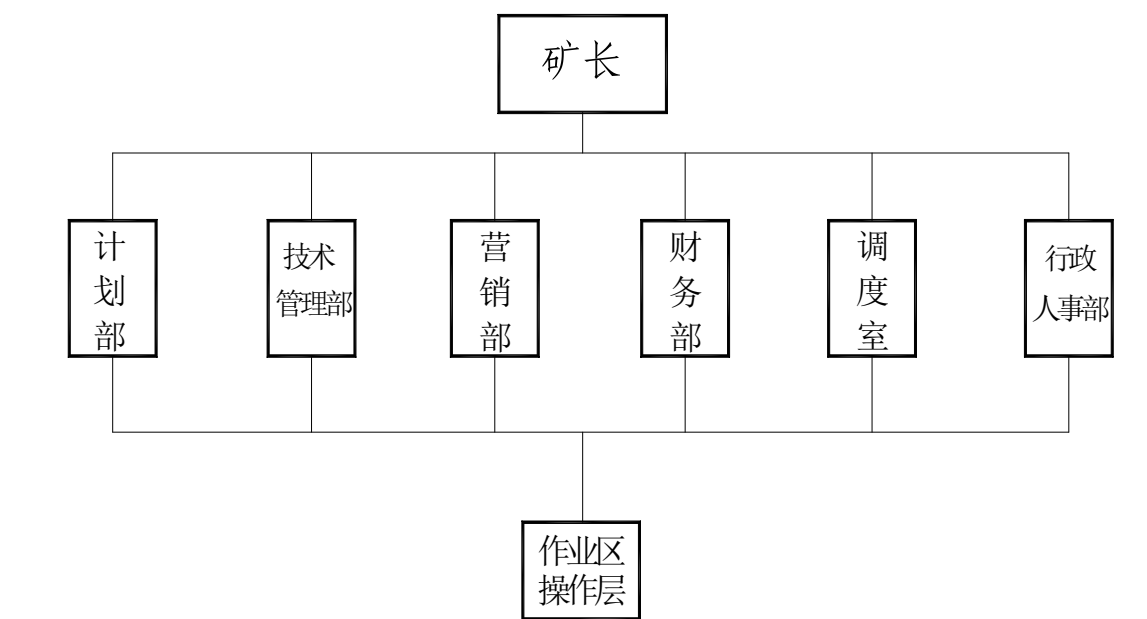 矿长
计划部
技术
管理部
营销部
财务部
调度室
行政
人事部
作业区
操作层